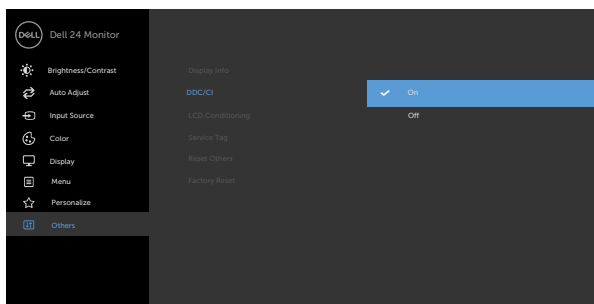 DELL Dell 24 Monitor
Brightness/Contrast
Auto Adjust
Input Source
Color
Display
Menu
Personalize
Others
Display Info
DDC/CI
LCD Conditioning
Service Tag
Reset Others
Factory Reset
On
Off